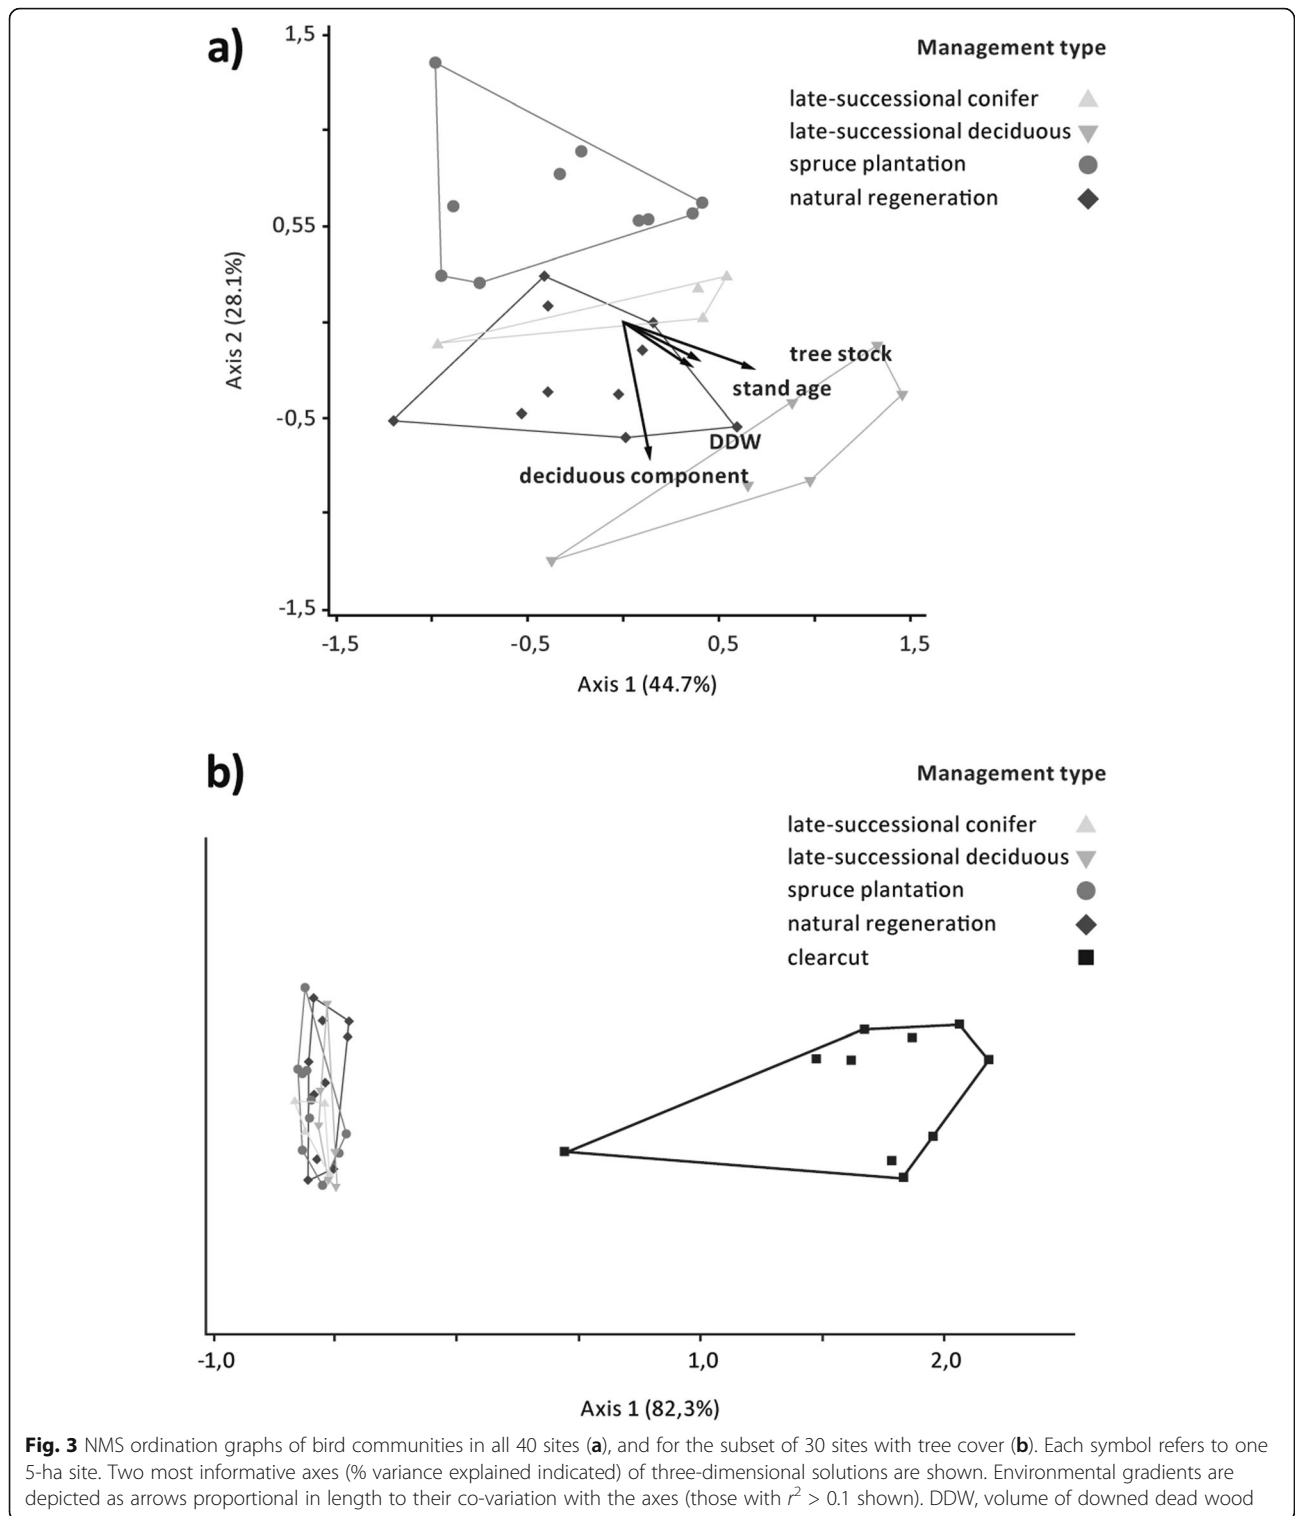 a)
Management type
late-successional conifer
late-successional deciduous
spruce plantation
natural regeneration
1,5
0,55
-0,5
-1,5
Axis 2 (28.1%)
tree stock
stand age
DDW
deciduous component
-1,5
-0,5
0,5
1,5
Axis 1 (44.7%)
b)
Management type
late-successional conifer
late-successional deciduous
spruce plantation
natural regeneration
clearcut
-1,0
1,0
2,0
Axis 1 (82,3%)
Fig. 3 NMS ordination graphs of bird communities in all 40 sites (a), and for the subset of 30 sites with tree cover (b). Each symbol refers to one
5-ha site. Two most informative axes (% variance explained indicated) of three-dimensional solutions are shown. Environmental gradients are
depicted as arrows proportional in length to their co-variation with the axes (those with r² > 0.1 shown). DDW, volume of downed dead wood